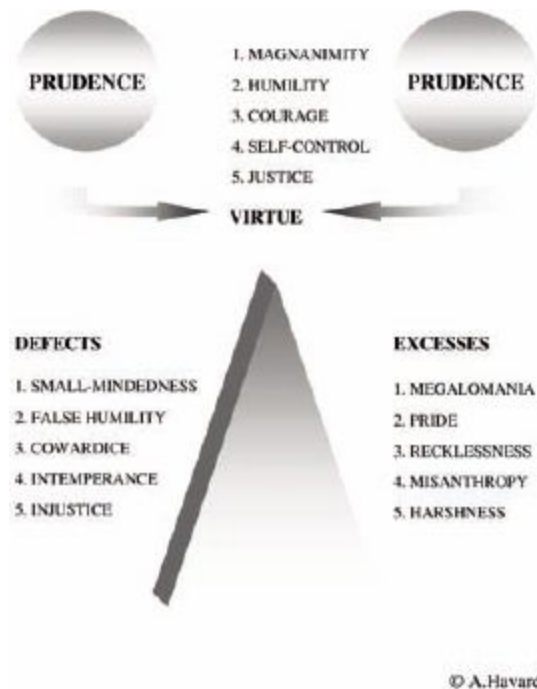 PRUDENCE
1. MAGNANIMITY
2. HUMILITY
3. COURAGE
4. SELF-CONTROL
5. JUSTICE
VIRTUE
PRUDENCE
DEFECTS
1. SMALL-MINDEDNESS
2. FALSE HUMILITY
3. COWARDICE
4. INTEMPERANCE
5. INJUSTICE
EXCESSES
1. MEGALOMANIA
2. PRIDE
3. RECKLESSNESS
4. MISANTHROPY
5. HARSHNESS
© A.Havard